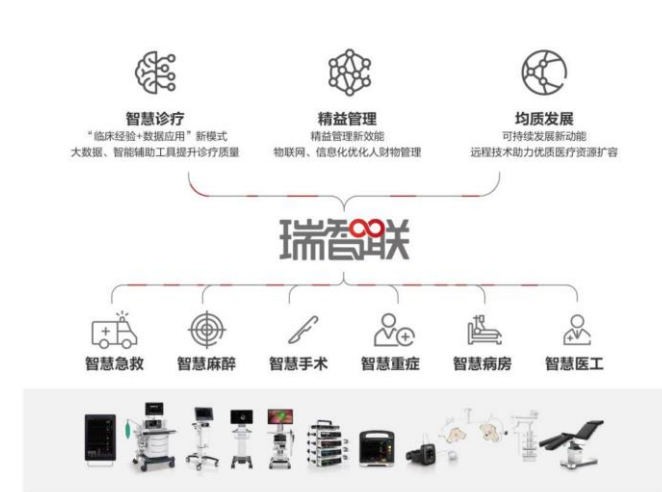 智慧诊疗
“临床经验+数据应用”新模式
大数据、智能辅助工具提升诊疗质量
精益管理
精益管理新效能
物联网、信息化优化人财物管理
均质发展
可持续发展新动能
远程技术助力优质医疗资源扩容
瑞智联
智慧急救
智慧麻醉
智慧手术
智慧重症
智慧病房
智慧医工